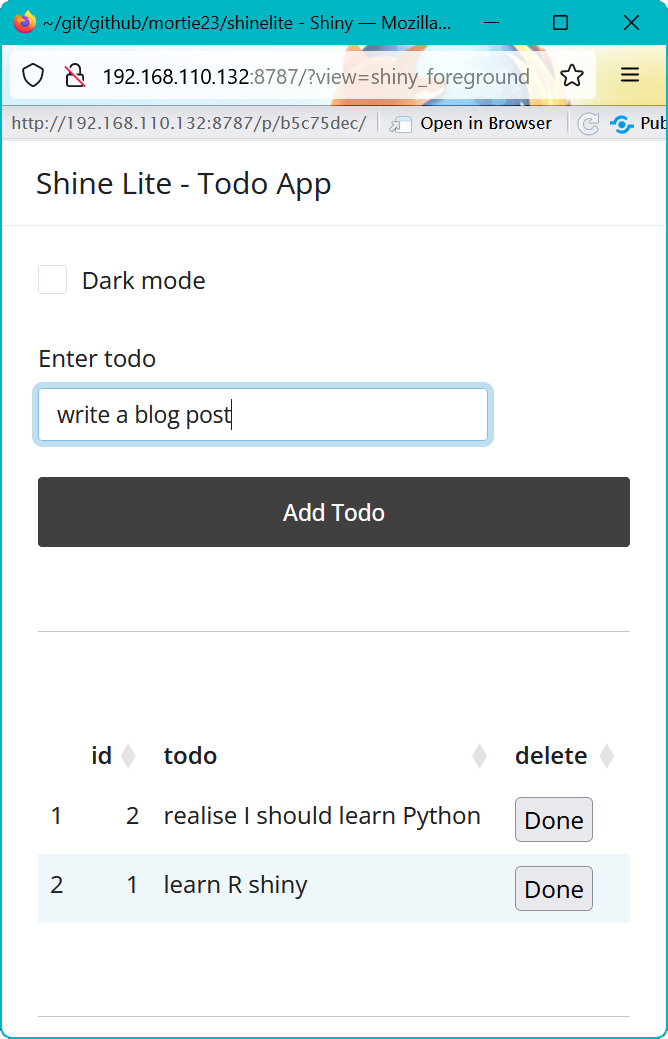 ~/git/github/mortie23/shinelite - Shiny — Mozilla...
192.168.110.132:8787/?view=shiny_foreground
http://192.168.110.132:8787/p/b5c75dec/ Open in Browser Pub
Shine Lite - Todo App
Dark mode
Enter todo
write a blog post
Add Todo
id todo delete
1 2 realise I should learn Python Done
2 1 learn R shiny Done